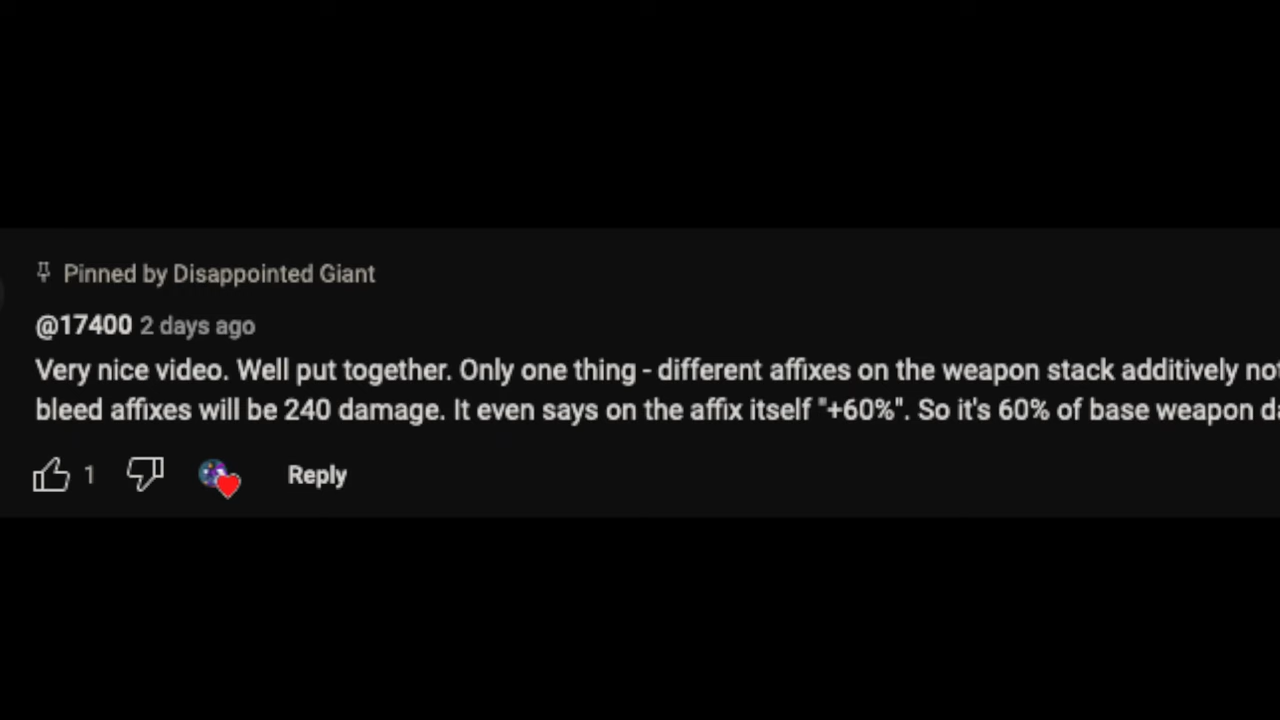 Pinned by Disappointed Giant
@17400 2 days ago
Very nice video. Well put together. Only one thing - different affixes on the weapon stack additively
bleed affixes will be 240 damage. It even says on the affix itself "+60%". So it's 60% of base weapon
1
Reply